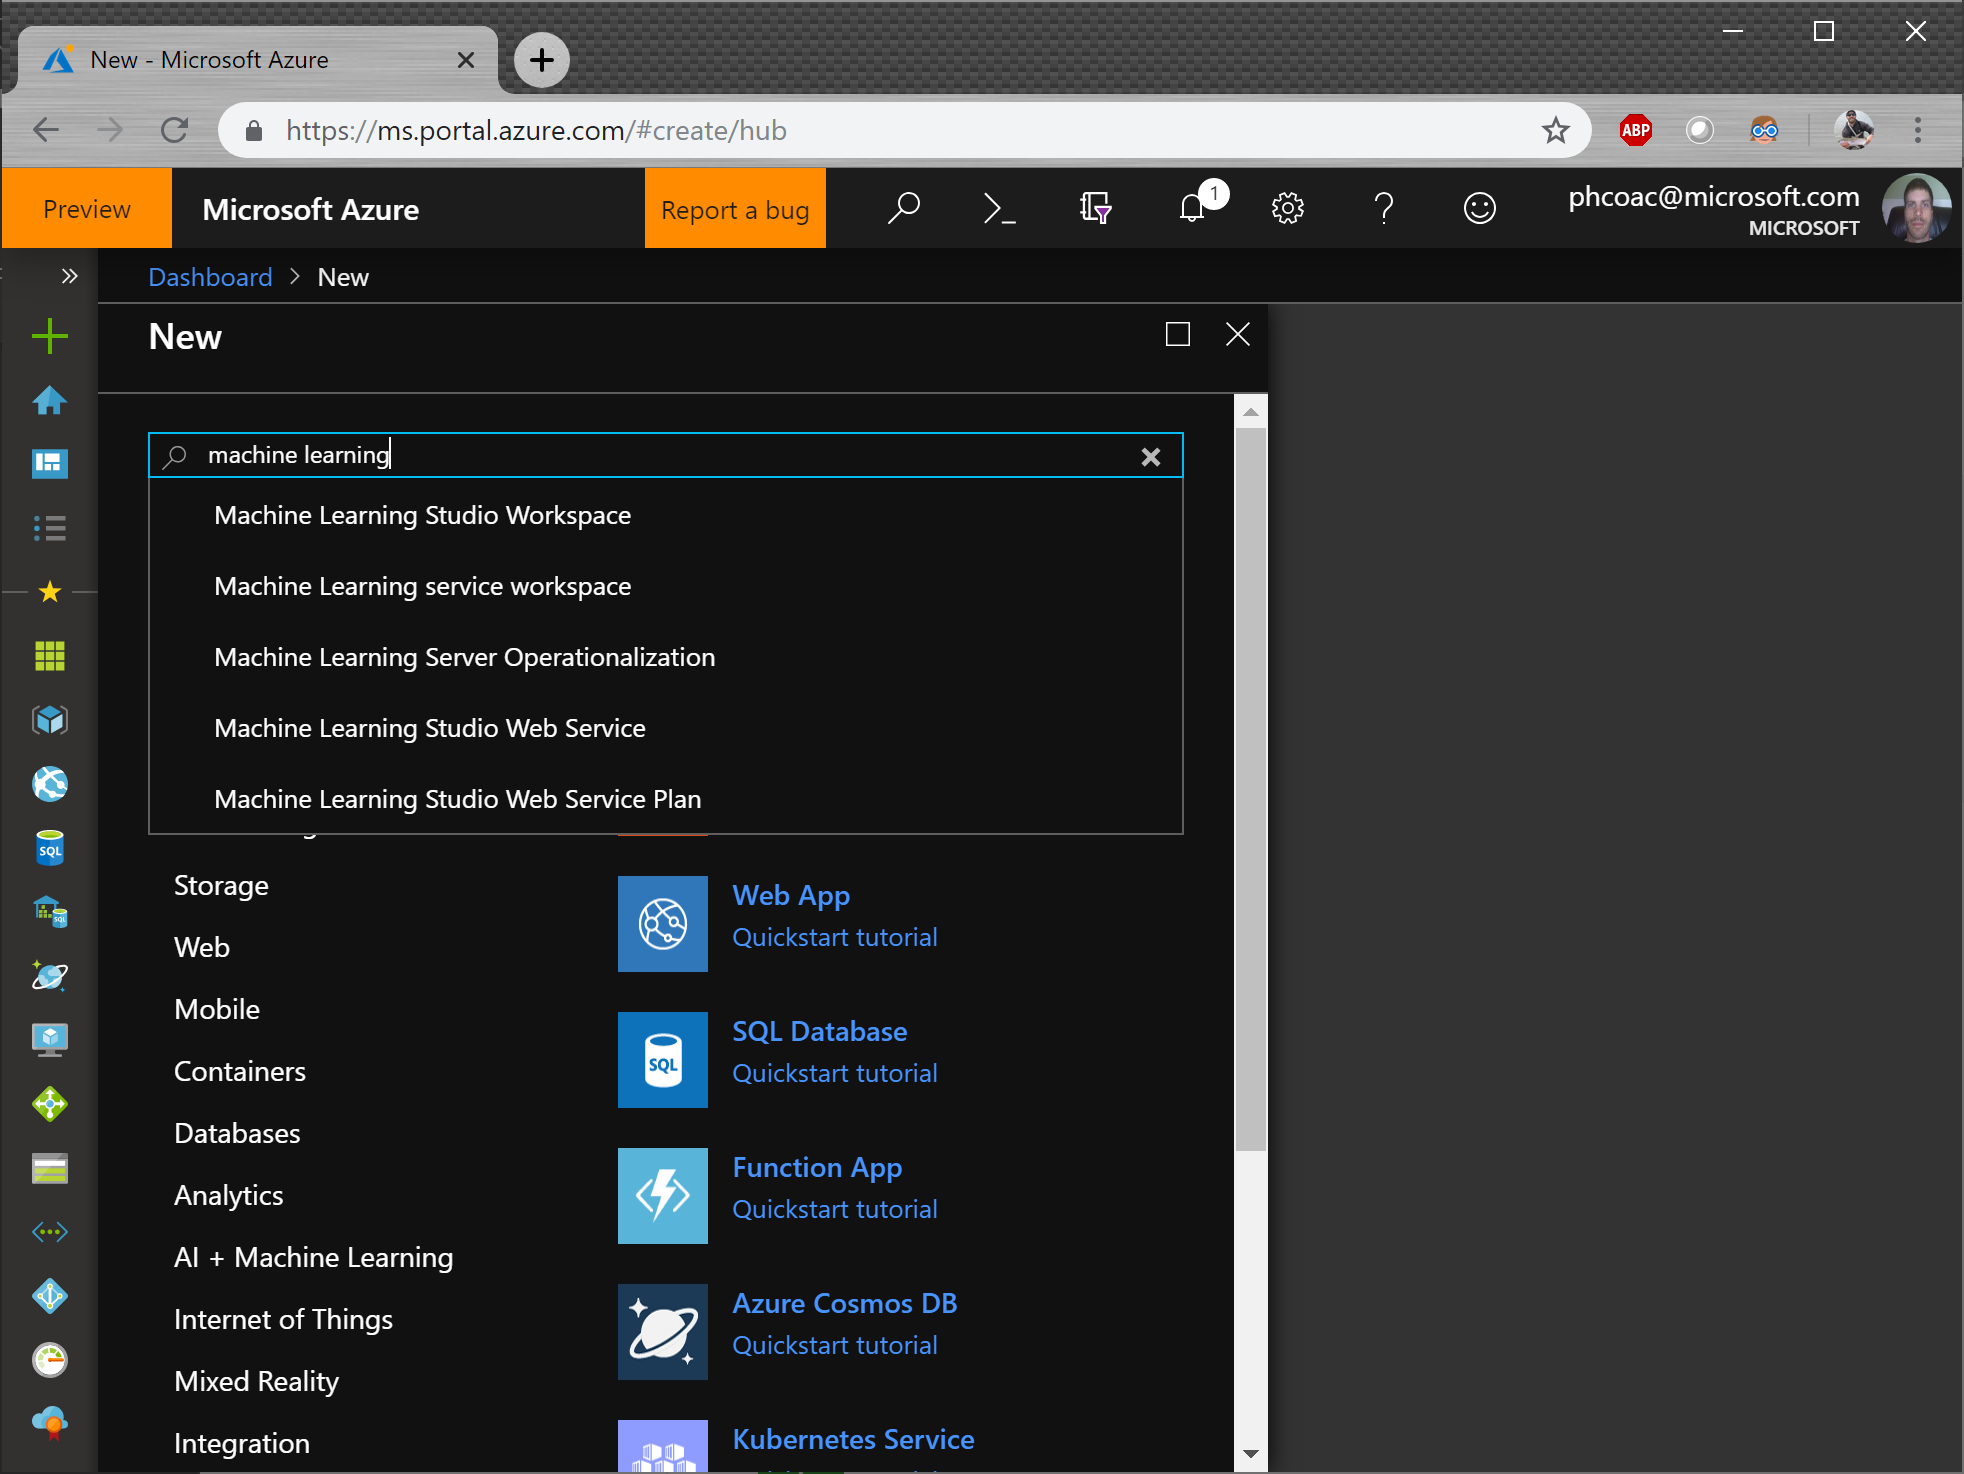 New - Microsoft Azure
https://ms.portal.azure.com/#create/hub
ABP
Preview
Microsoft Azure
Report a bug
1
phcoac@microsoft.com
MICROSOFT
Dashboard > New
New
machine learning
Machine Learning Studio Workspace
Machine Learning service workspace
Machine Learning Server Operationalization
Machine Learning Studio Web Service
Machine Learning Studio Web Service Plan
Storage
Web
Mobile
Containers
Databases
Analytics
AI + Machine Learning
Internet of Things
Mixed Reality
Integration
Web App
Quickstart tutorial
SQL Database
Quickstart tutorial
Function App
Quickstart tutorial
Azure Cosmos DB
Quickstart tutorial
Kubernetes Service
SQL
SQL
SQL